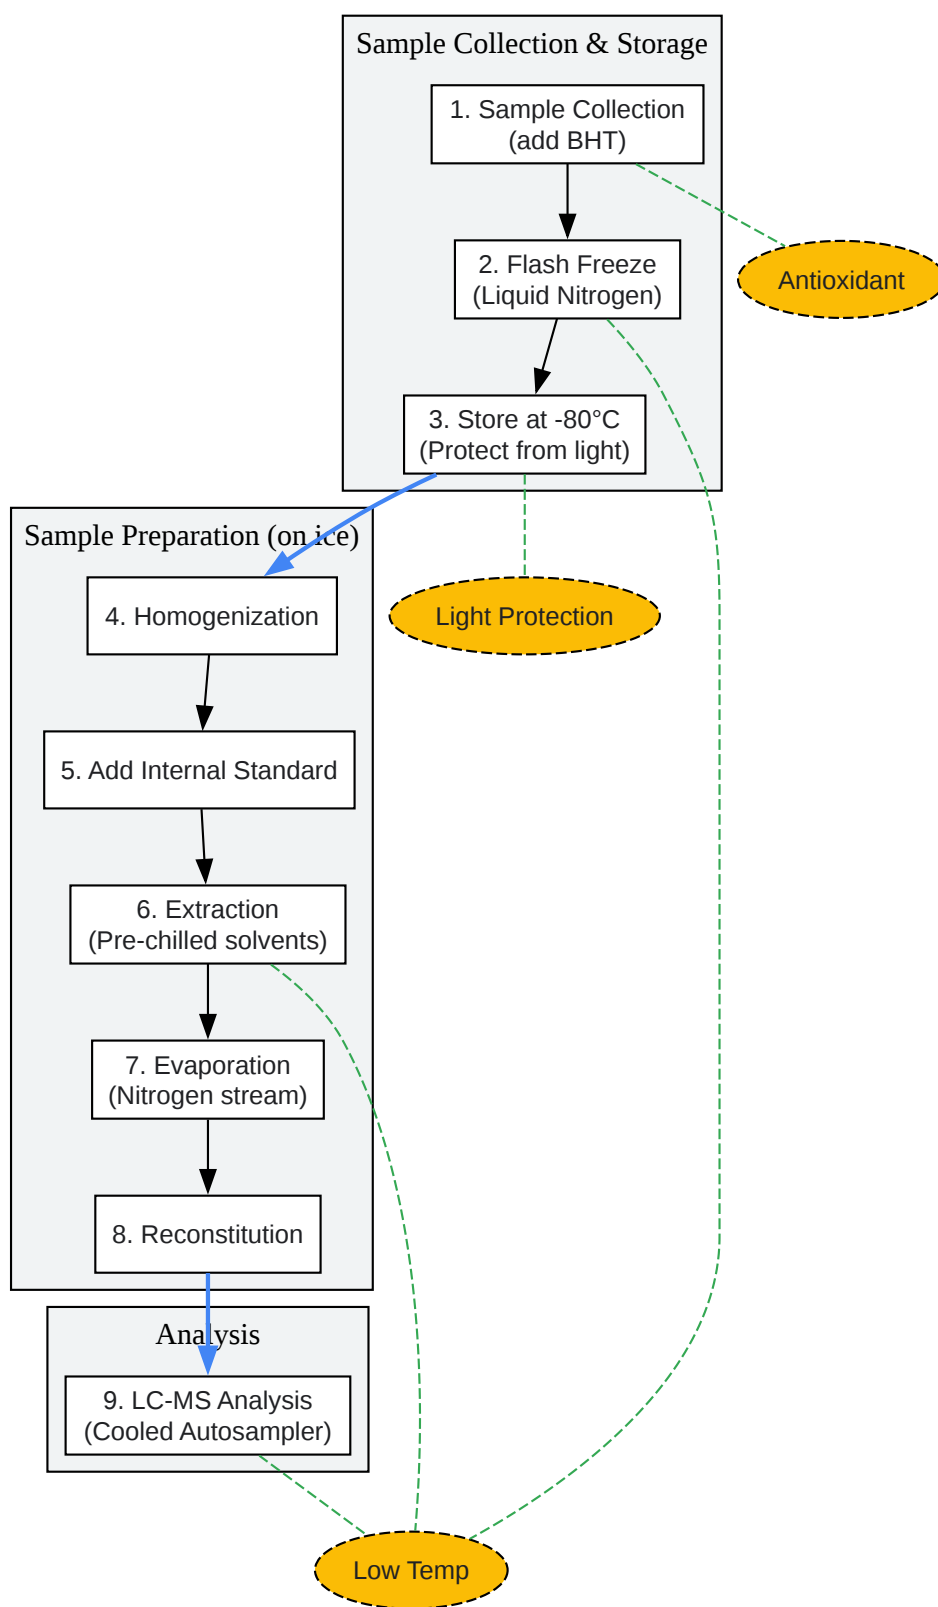 Sample Collection & Storage
1. Sample Collection
(add BHT)
2. Flash Freeze
(Liquid Nitrogen)
Antioxidant
3. Store at -80°C
(Protect from light)
Sample Preparation (on ice)
4. Homogenization
Light Protection
5. Add Internal Standard
6. Extraction
(Pre-chilled solvents)
7. Evaporation
(Nitrogen stream)
8. Reconstitution
Analysis
9. LC-MS Analysis
(Cooled Autosampler)
Low Temp